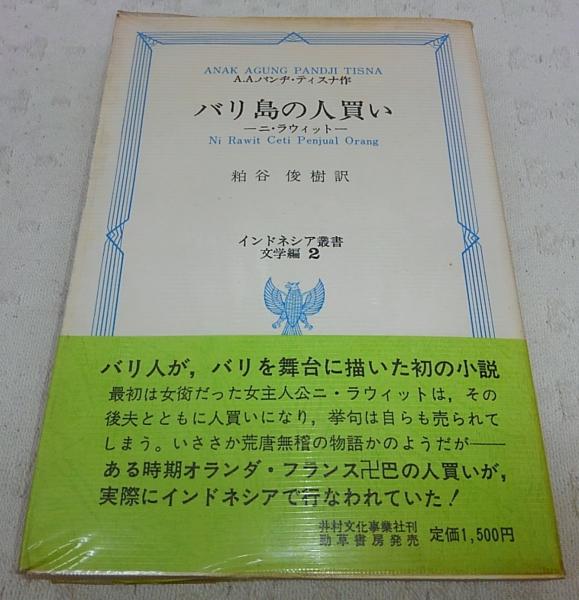 ANAK AGUNG PANDJI TISNA
A.A.パンヂ・ティスナ作
バリ島の人買い
—ニ・ラウィット—
Ni Rawit Ceti Penjual Orang
粕谷 俊樹訳
インドネシア叢書
文学編 2
バリ人が，バリを舞台に描いた初の小説
最初は女衒だった女主人公ニ・ラウィットは，その
後夫とともに人買いになり，挙句は自らも売られて
しまう。いささか荒唐無稽の物語かのようだが——
ある時期オランダ・フランス卍巴の人買いが，
実際にインドネシアで行なわれていた！
井村文化事業社刊
勁草書房発売 定価1,500円